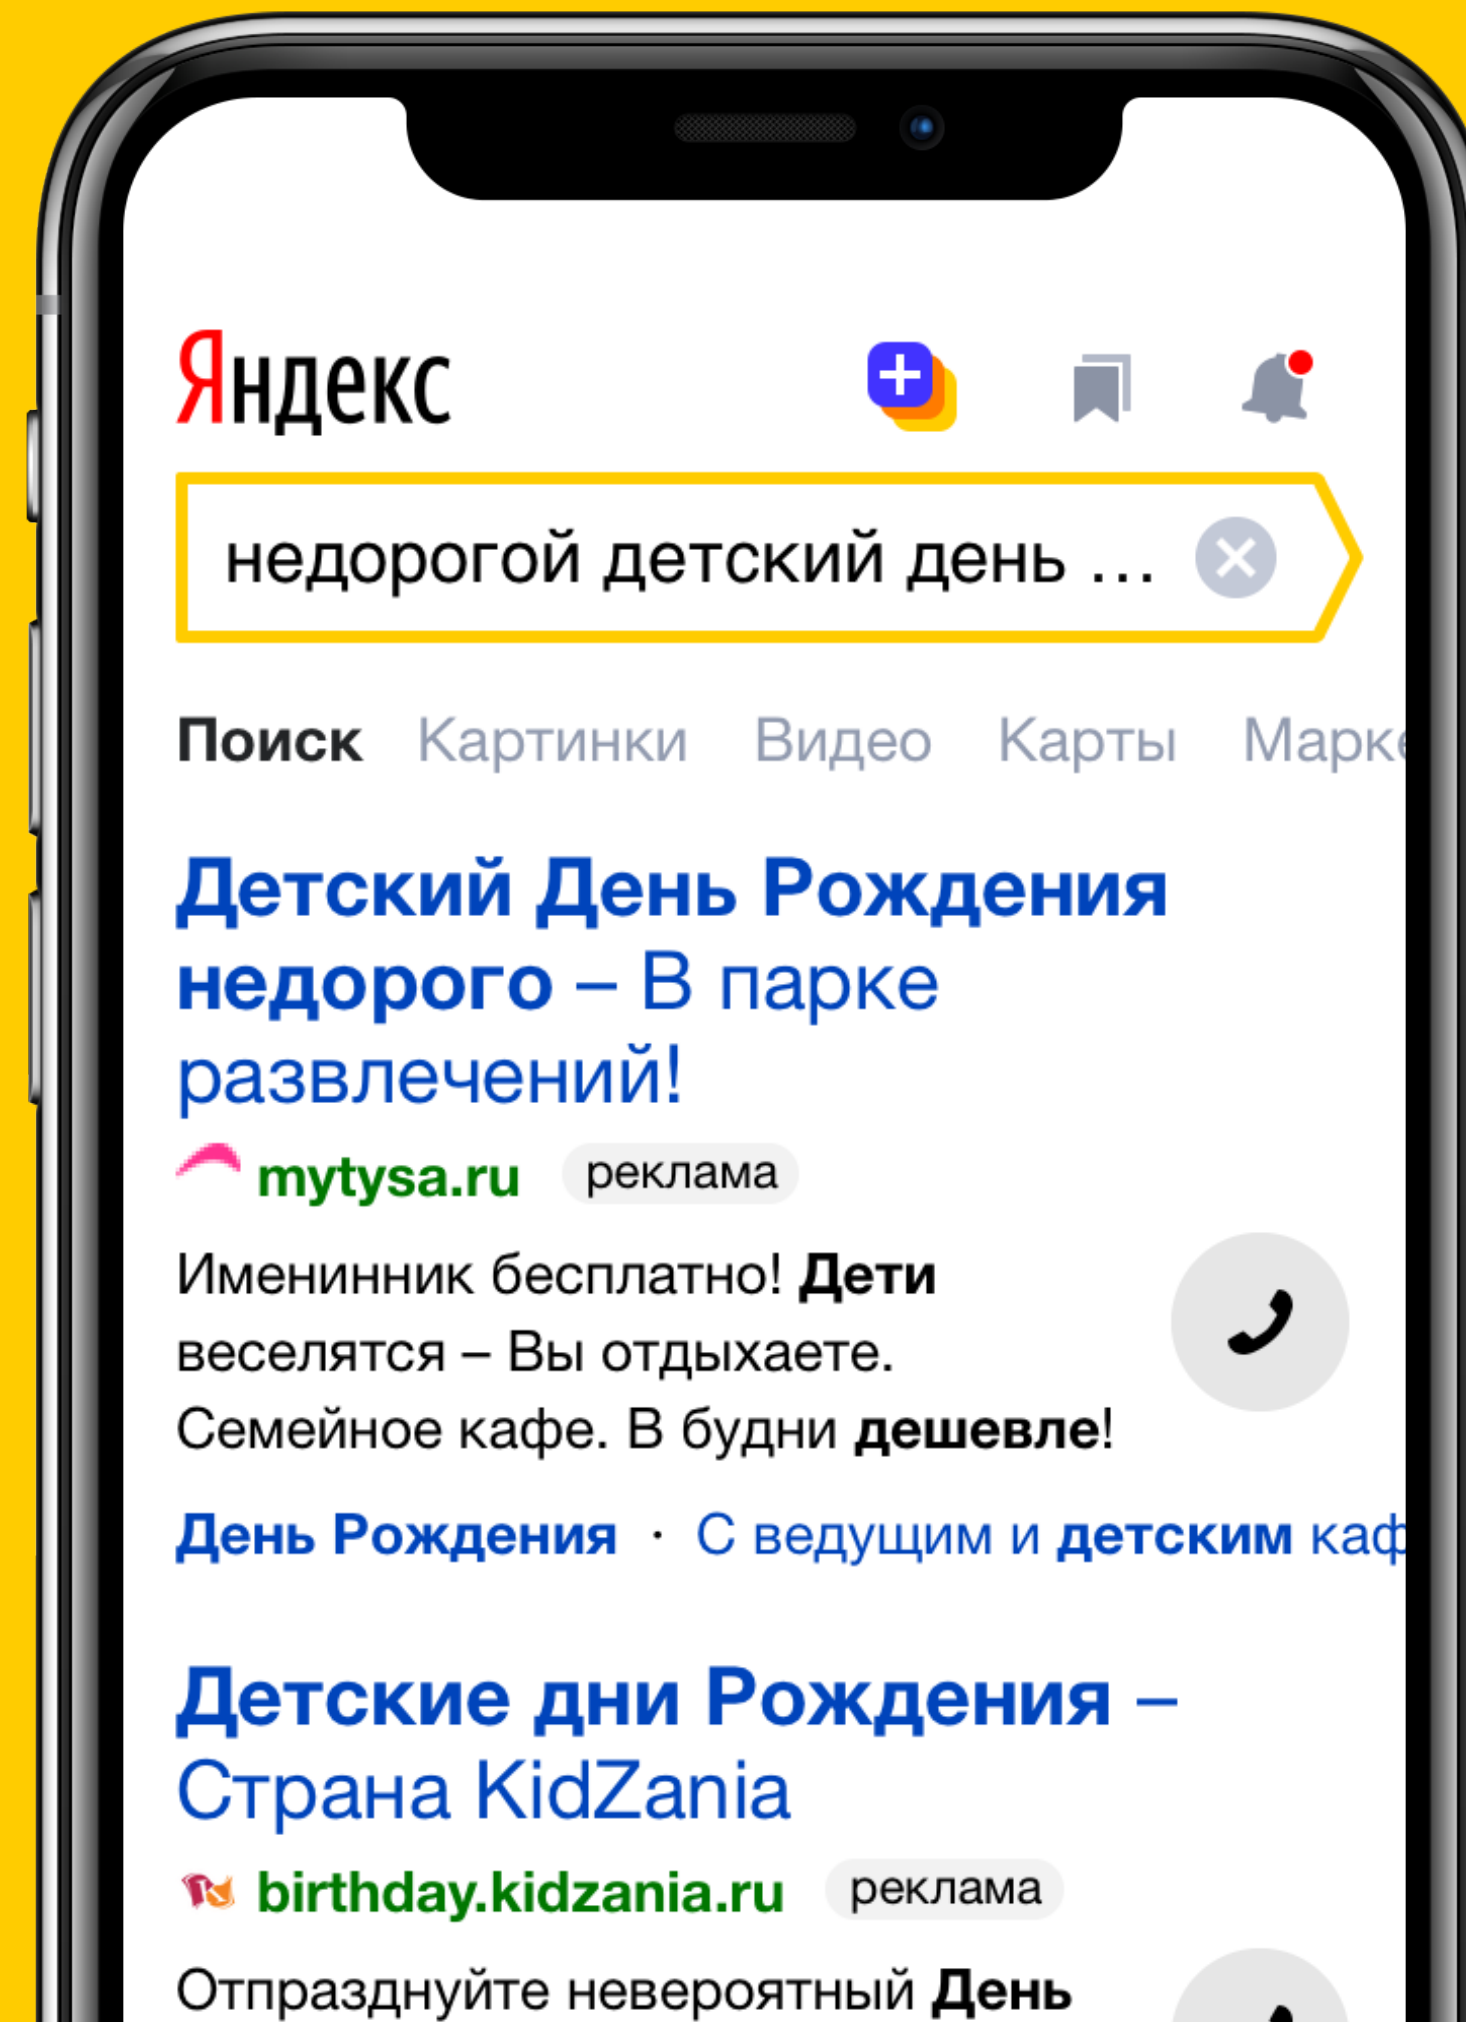 Яндекс
недорогой детский день ...
Поиск Картинки Видео Карты Марке
Детский День Рождения
недорого – В парке
развлечений!
mytysa.ru реклама
Именинник бесплатно! Дети
веселятся – Вы отдыхаете.
Семейное кафе. В будни дешевле!
День Рождения · С ведущим и детским каф
Детские дни Рождения –
Страна KidZania
birthday.kidzania.ru реклама
Отпразднуйте невероятный День